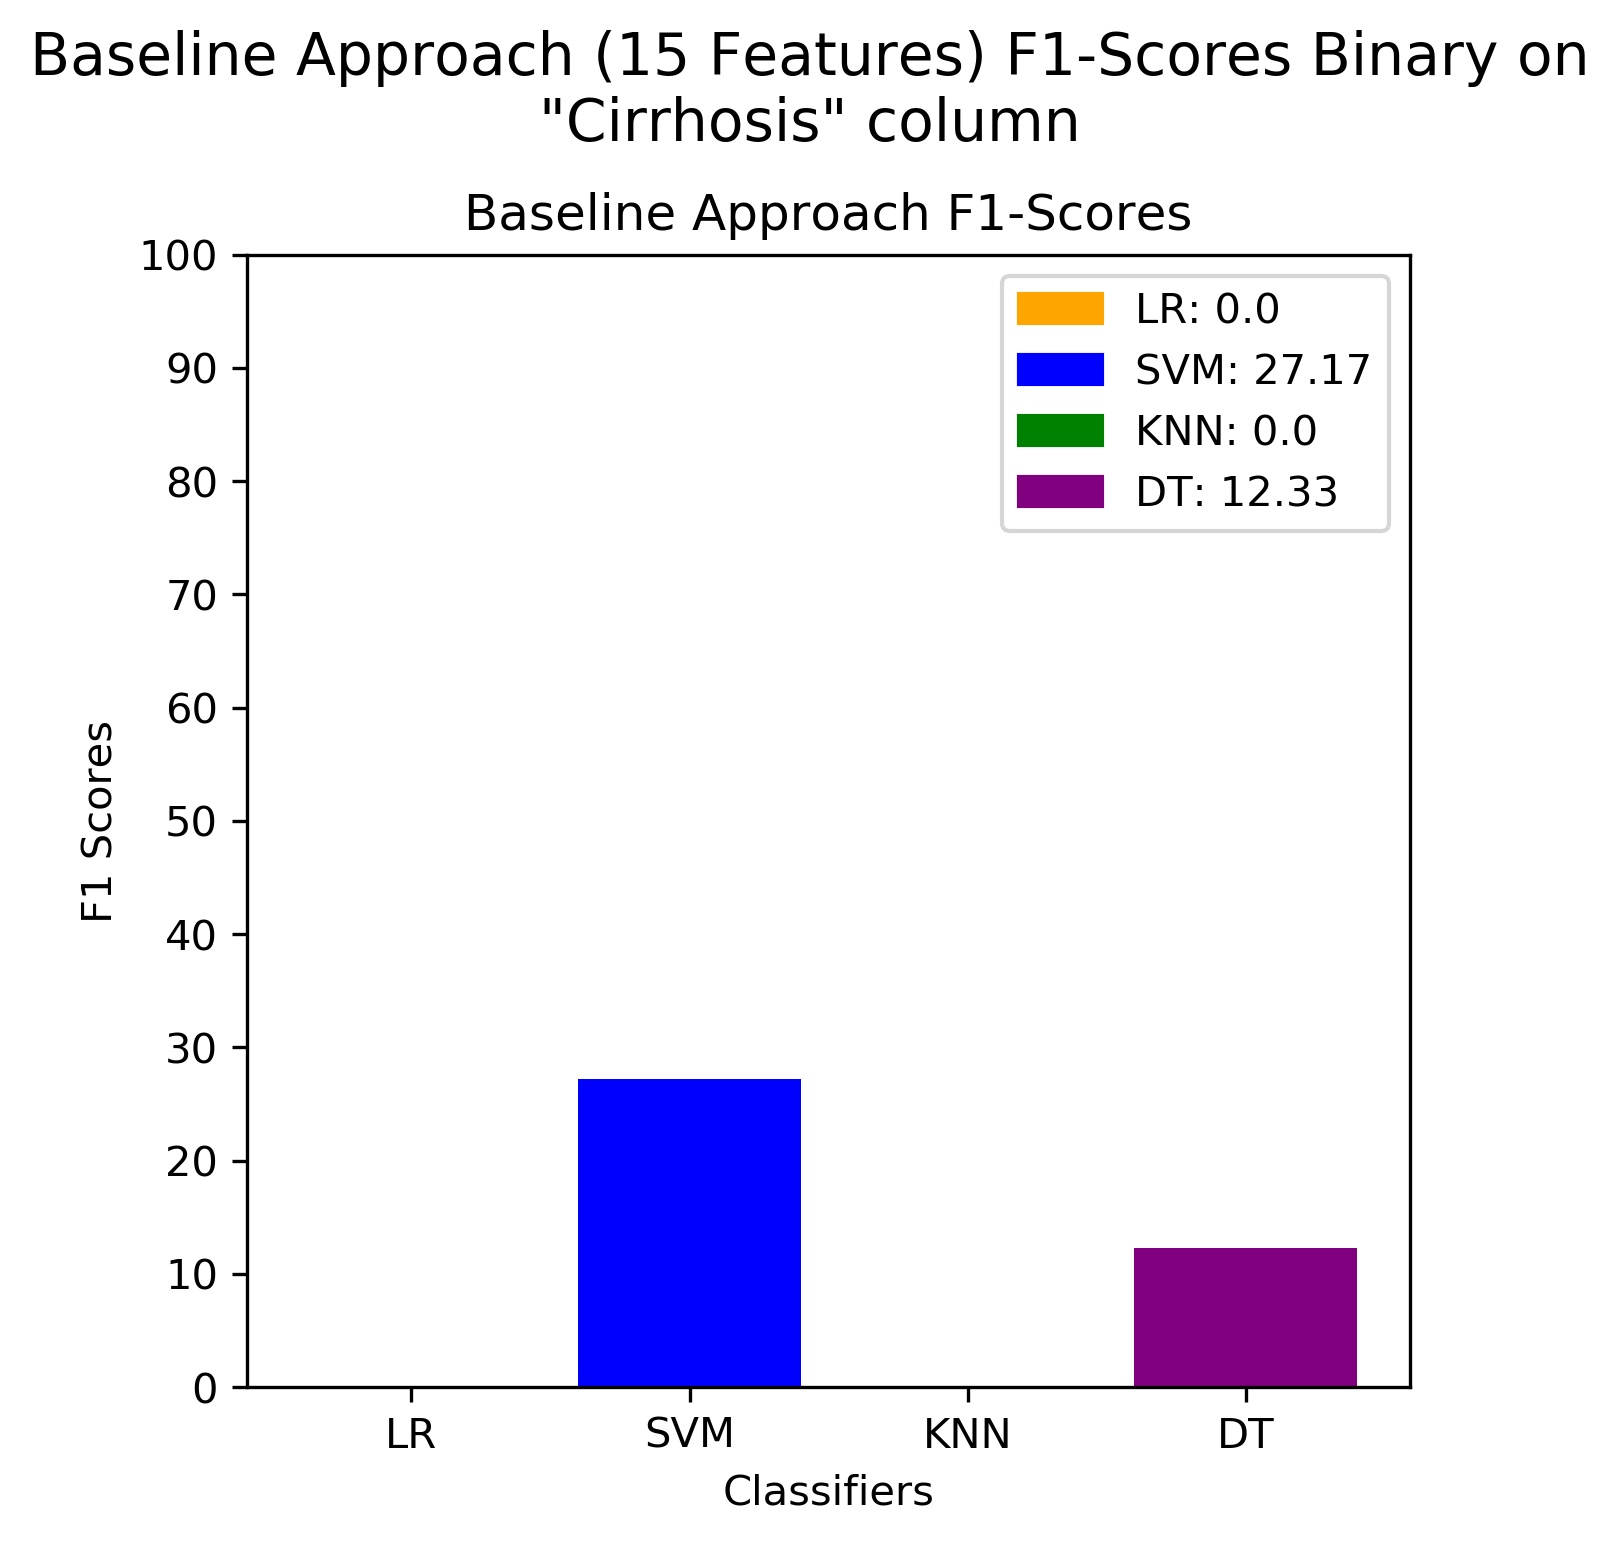 Baseline Approach (15 Features) F1-Scores Binary on
"Cirrhosis" column
Baseline Approach F1-Scores
100
90
80
70
60
50
40
30
20
10
0
F1 Scores
LR: 0.0
SVM: 27.17
KNN: 0.0
DT: 12.33
LR SVM KNN DT
Classifiers